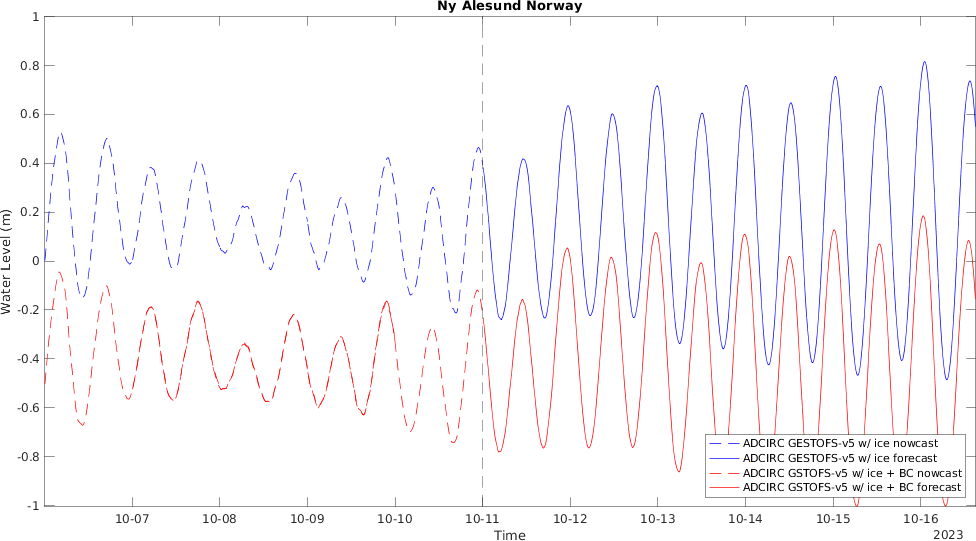 Ny Alesund Norway
1
0.8
0.6
0.4
0.2
0
-0.2
-0.4
-0.6
-0.8
-1
Water Level (m)
ADCIRC GESTOFS-v5 w/ ice nowcast
ADCIRC GESTOFS-v5 w/ ice forecast
ADCIRC GSTOFS-v5 w/ ice + BC nowcast
ADCIRC GSTOFS-v5 w/ ice + BC forecast
10-07 10-08 10-09 10-10 10-11 10-12 10-13 10-14 10-15 10-16
Time
2023